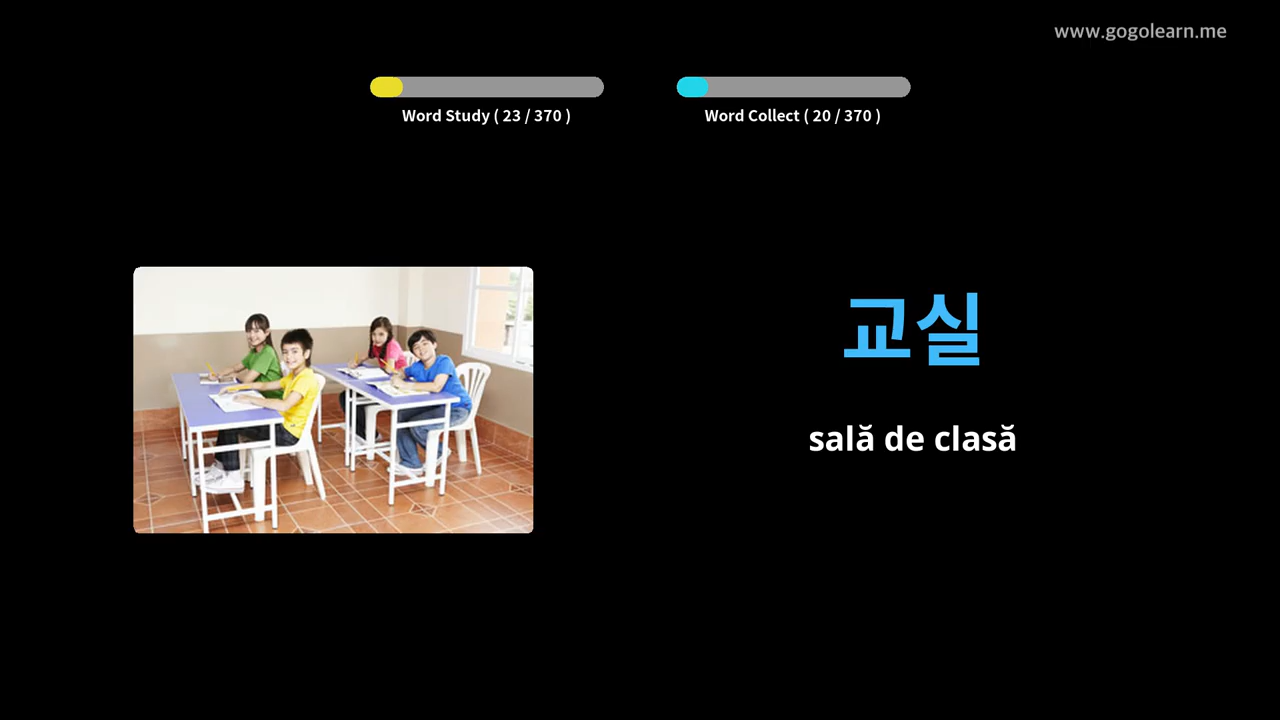 www.gogolearn.me
Word Study ( 23 / 370 )
Word Collect ( 20 / 370 )
교실
sală de clasă